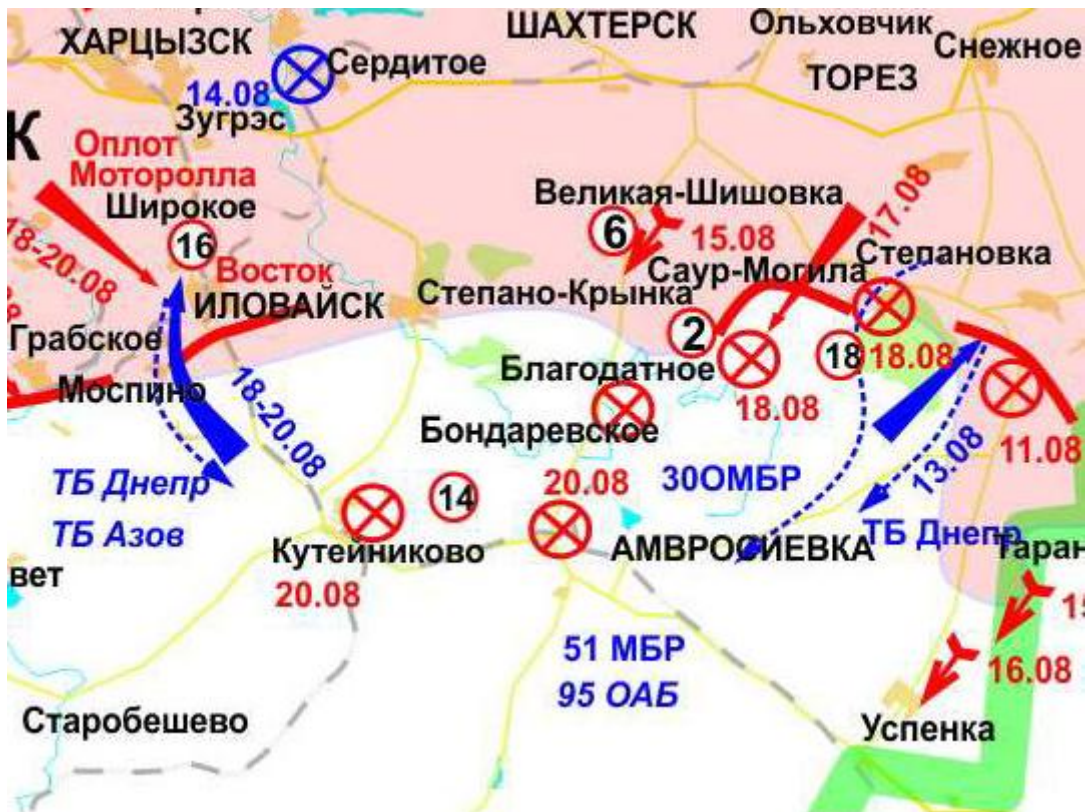 ХАРЦЫЗСК
ШАХТЕРСК
Ольховчик
Снежное
Сердитое
ТОРЕЗ
14.08
Зугрэс
К
Оплот
Моторолла
Широкое
16
18-20.08
Восток
ИЛОВАЙСК
Великая-Шишовка
6
15.08
17.08
Саур-Могила
Степановка
Степано-Крынка
2
18
18.08
Грабское
Моспино
18-20.08
Благодатное
18.08
Бондаревское
11.08
13.08
ТБ Днепр
ТБ Азов
14
20.08
30ОМБР
ТБ Днепр
Кутейниково
АМВРОСИЕВКА
Таран
вет
20.08
15
51 МБР
16.08
95 ОАБ
Старобешево
Успенка